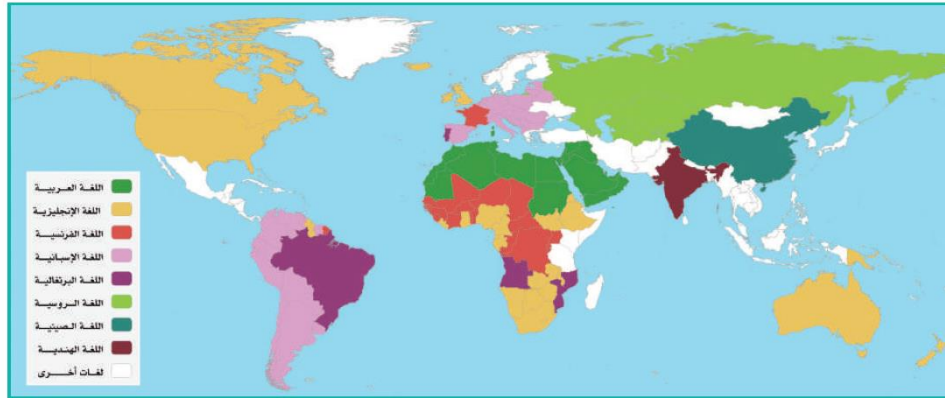 اللغة العربية
اللغة الإنجليزية
اللغة الفرنسية
اللغة الإسبانية
اللغة البرتغالية
اللغة الروسية
اللغة الصينية
اللغة الهندية
لغات أخرى